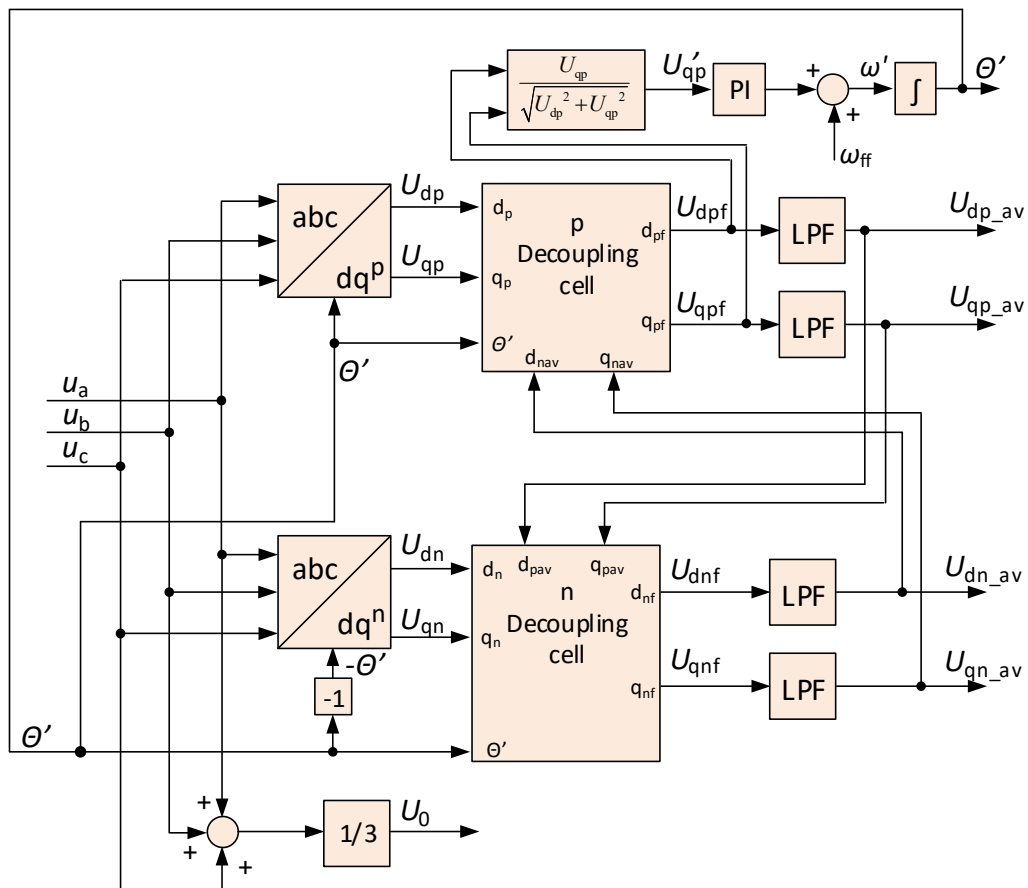 U_qp
√(U_dp² + U_qp²)
U'_qp
PI
+
+
ω'
∫
Θ'
ω_ff
abc
dq^p
U_dp
U_qp
d_p
q_p
Θ'
p
Decoupling
cell
d_pf
q_pf
d_nav
q_nav
U_dpf
U_qpf
LPF
LPF
U_dp_av
U_qp_av
Θ'
u_a
u_b
u_c
abc
dq^n
U_dn
U_qn
-Θ'
-1
d_n
q_n
d_pav
q_pav
n
Decoupling
cell
d_nf
q_nf
Θ'
U_dnf
U_qnf
LPF
LPF
U_dn_av
U_qn_av
Θ'
+
+
+
1/3
U_0